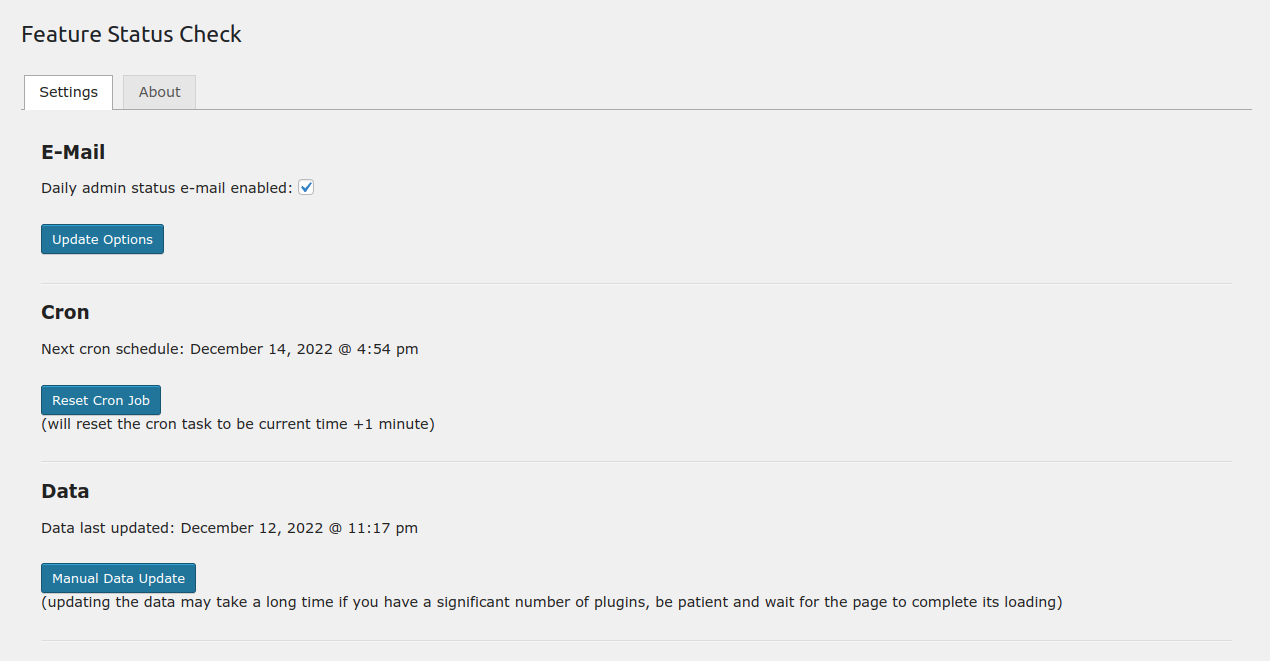 Feature Status Check
Settings
About
E-Mail
Daily admin status e-mail enabled:
Update Options
Cron
Next cron schedule: December 14, 2022 @ 4:54 pm
Reset Cron Job
(will reset the cron task to be current time +1 minute)
Data
Data last updated: December 12, 2022 @ 11:17 pm
Manual Data Update
(updating the data may take a long time if you have a significant number of plugins, be patient and wait for the page to complete its loading)